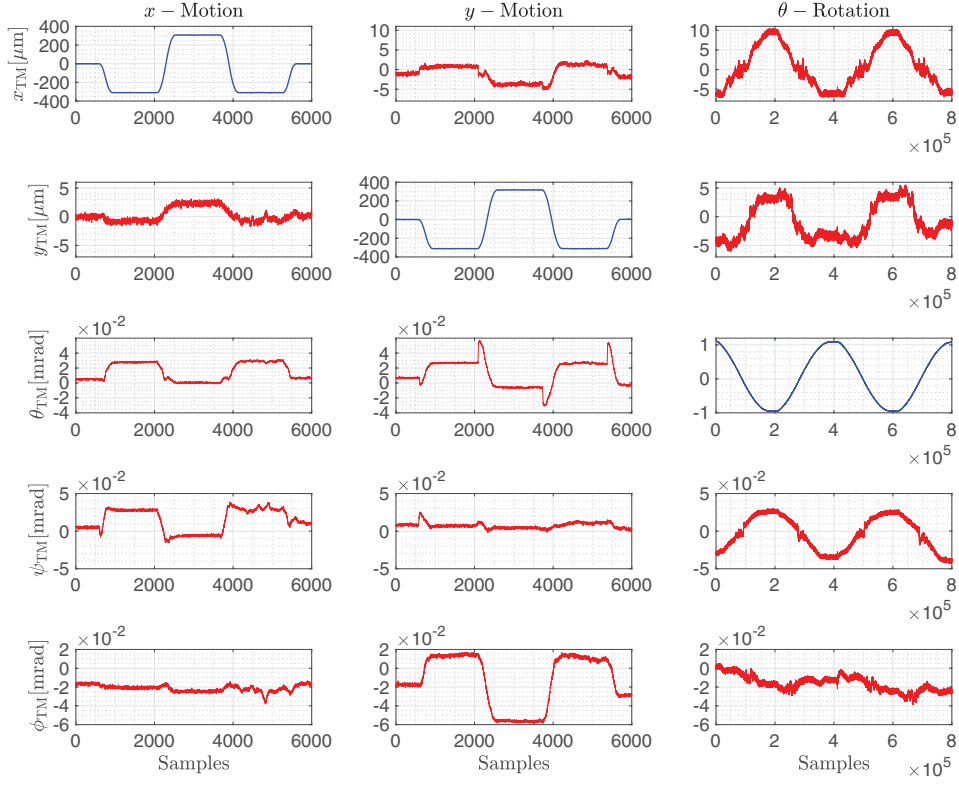 x − Motion y − Motion θ − Rotation
x_TM [μm] 400 200 0 -200 -400 10 5 0 -5 10 5 0 -5
0 2000 4000 6000 0 2000 4000 6000 0 2 4 6 8
× 10^5
y_TM [μm] 5 0 -5 400 200 0 -200 -400 5 0 -5
0 2000 4000 6000 0 2000 4000 6000 0 2 4 6 8
× 10^5
×10^-2 ×10^-2
θ_TM [mrad] 4 2 0 -2 -4 4 2 0 -2 -4 1 0 -1
0 2000 4000 6000 0 2000 4000 6000 0 2 4 6 8
× 10^5
×10^-2 ×10^-2 ×10^-2
ψ_TM [mrad] 5 0 -5 5 0 -5 5 0 -5
0 2000 4000 6000 0 2000 4000 6000 0 2 4 6 8
× 10^5
×10^-2 ×10^-2 ×10^-2
ϕ_TM [mrad] 2 0 -2 -4 -6 2 0 -2 -4 -6 2 0 -2 -4 -6
0 2000 4000 6000 0 2000 4000 6000 0 2 4 6 8
Samples Samples Samples × 10^5